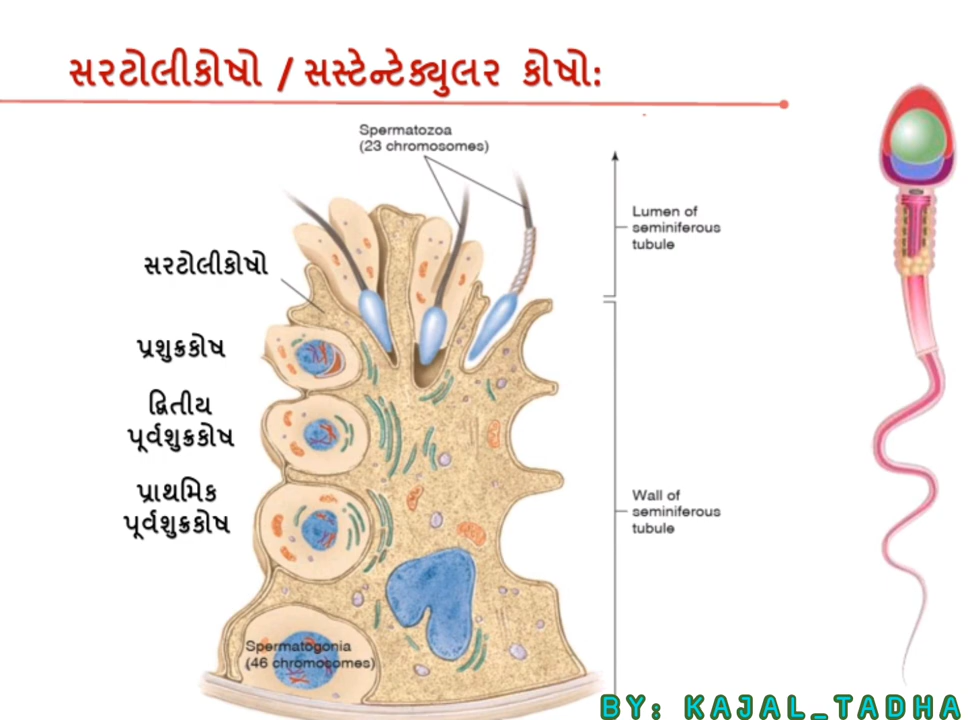 સરટોલીકોષો / સસ્ટેન્ટેક્યુલર કોષો:
Spermatozoa
(23 chromosomes)
Lumen of
seminiferous
tubule
સરટોલીકોષો
પ્રશુક્રકોષ
દ્વિતીય
પૂર્વશુક્રકોષ
પ્રાથમિક
પૂર્વશુક્રકોષ
Wall of
seminiferous
tubule
Spermatogonia
(46 chromosomes)
BY: KAJAL_TADHA